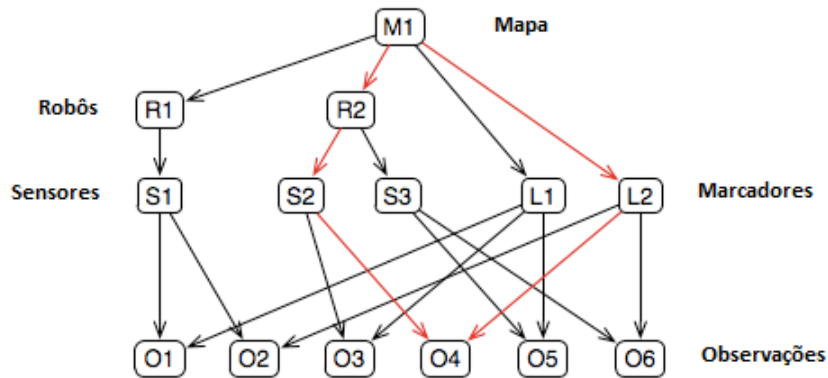 M1 Mapa
Robôs R1 R2
Sensores S1 S2 S3 L1 L2 Marcadores
O1 O2 O3 O4 O5 O6 Observações